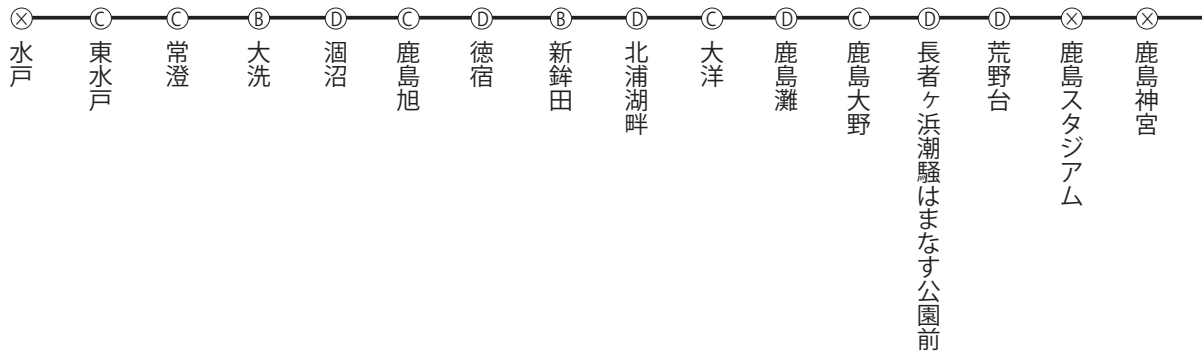 Ⓧ Ⓒ Ⓒ Ⓑ Ⓓ Ⓒ Ⓓ Ⓑ Ⓓ Ⓒ Ⓓ Ⓒ Ⓓ Ⓓ Ⓧ Ⓧ
水戸
東水戸
常澄
大洗
涸沼
鹿島旭
徳宿
新鉾田
北浦湖畔
大洋
鹿島灘
鹿島大野
長者ヶ浜潮騒はまなす公園前
荒野台
鹿島スタジアム
鹿島神宮